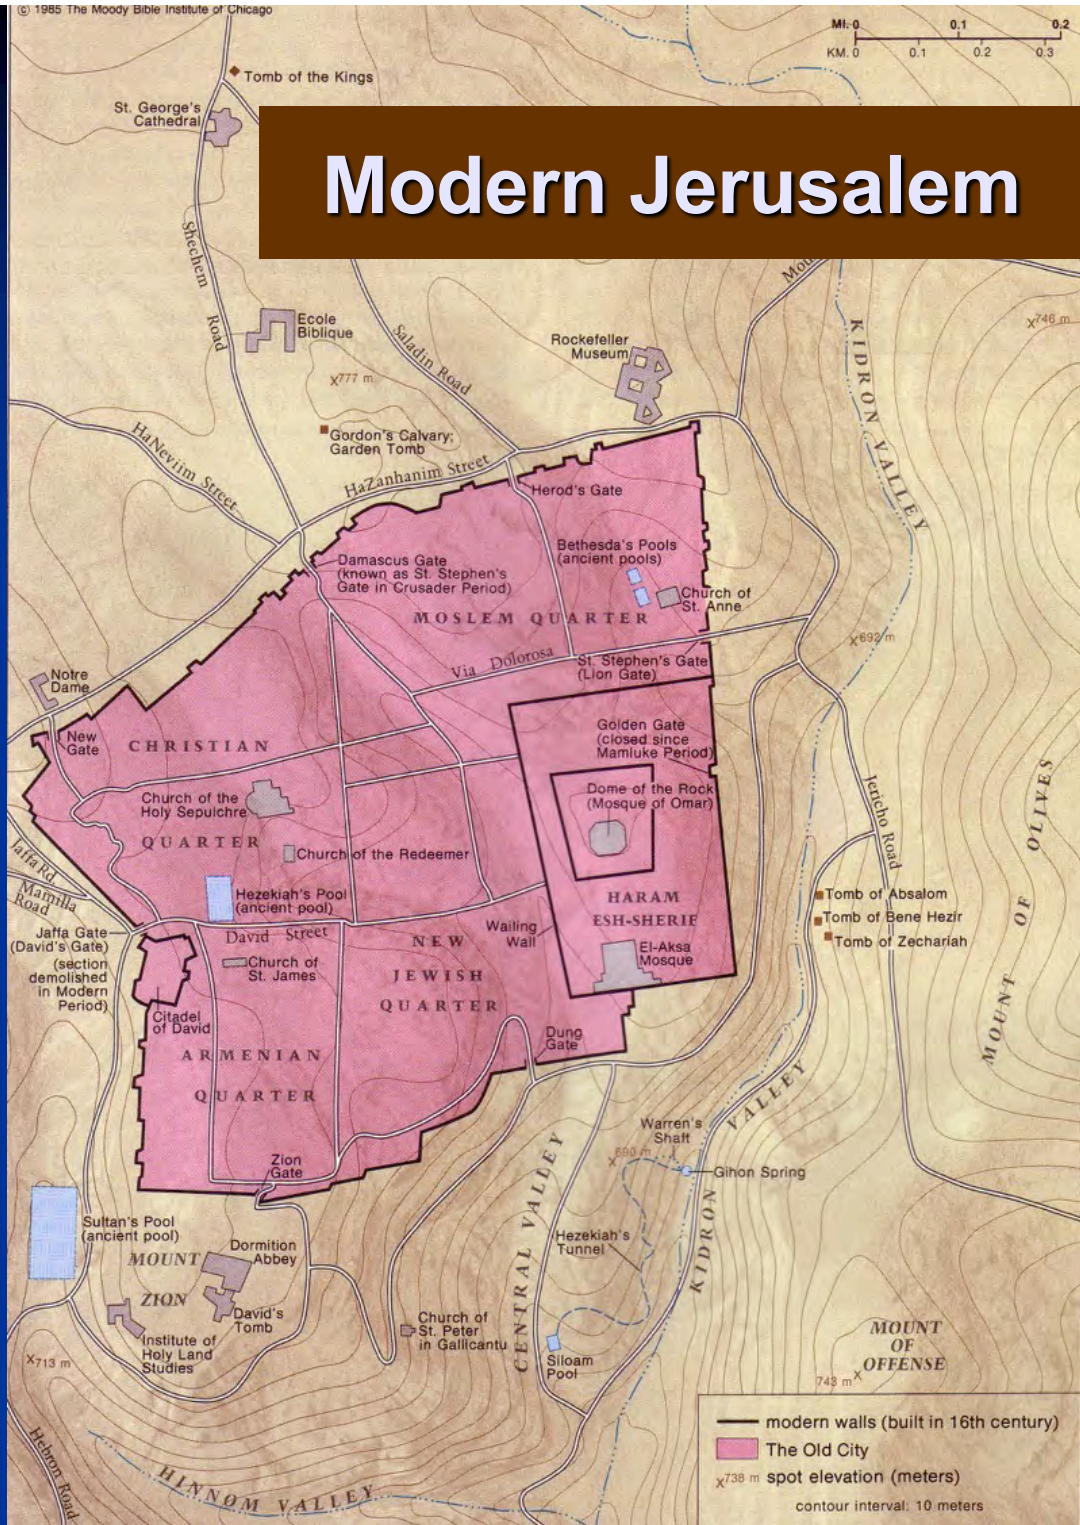 © 1985 The Moody Bible Institute of Chicago
MI. 0 0.1 0.2
KM. 0 0.1 0.2 0.3
Tomb of the Kings
St. George's
Cathedral
Modern Jerusalem
Shechem Road
Ecole
Biblique
Saladin Road
Rockefeller
Museum
KIDRON VALLEY
x746 m
x777 m
Gordon's Calvary;
Garden Tomb
HaNeviim Street
HaZanhanim Street
Herod's Gate
Damascus Gate
(known as St. Stephen's
Gate in Crusader Period)
Bethesda's Pools
(ancient pools)
Church of
St. Anne
MOSLEM QUARTER
x692 m
Via Dolorosa
St. Stephen's Gate
(Lion Gate)
Notre
Dame
New
Gate
CHRISTIAN
QUARTER
Golden Gate
(closed since
Mamluke Period)
Dome of the Rock
(Mosque of Omar)
Church of the
Holy Sepulchre
Church of the Redeemer
Jericho Road
MOUNT OF OLIVES
Jaffa Rd
Mamilla
Road
Hezekiah's Pool
(ancient pool)
HARAM
ESH-SHERIF
Tomb of Absalom
Tomb of Bene Hezir
Tomb of Zechariah
Jaffa Gate
(David's Gate)
(section
demolished
in Modern
Period)
David Street
Wailing
Wall
El-Aksa
Mosque
NEW
JEWISH
QUARTER
Church of
St. James
Citadel
of David
ARMENIAN
QUARTER
Dung
Gate
Zion
Gate
CENTRAL VALLEY
Warren's
Shaft
x690 m
Gihon Spring
KIDRON VALLEY
Hezekiah's
Tunnel
Sultan's Pool
(ancient pool)
MOUNT
ZION
Dormition
Abbey
David's
Tomb
Institute of
Holy Land
Studies
Church of
St. Peter
in Gallicantu
Siloam
Pool
MOUNT
OF
OFFENSE
743 m x
x713 m
Hebron Road
HINNOM VALLEY
modern walls (built in 16th century)
The Old City
x738 m spot elevation (meters)
contour interval: 10 meters